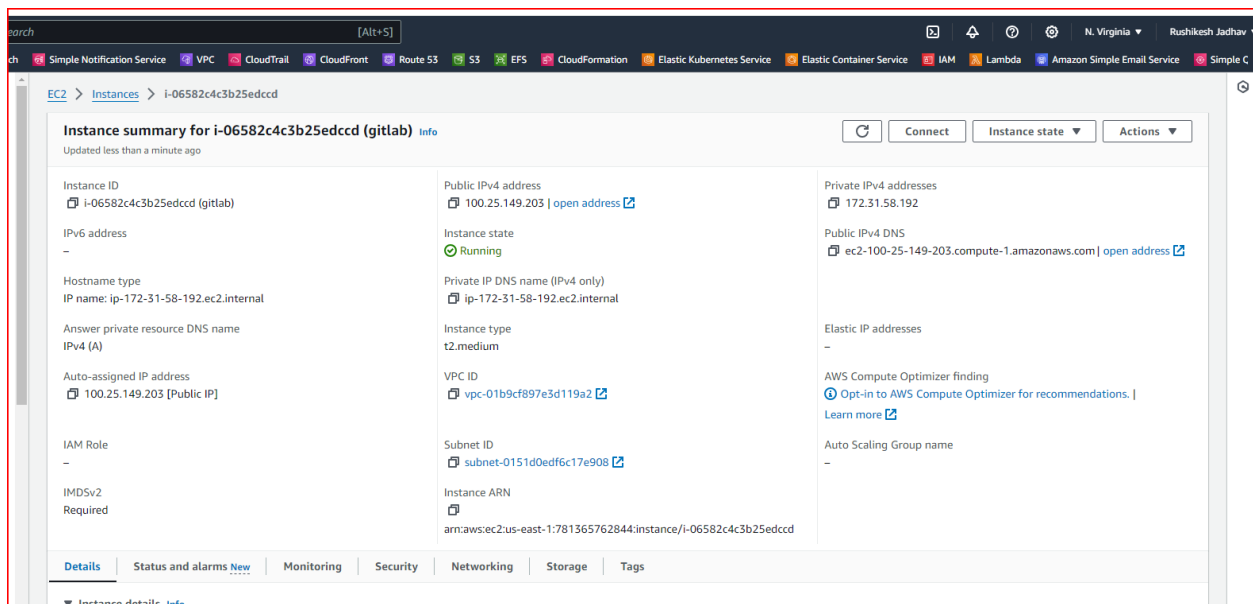 earch [Alt+S] N. Virginia ▼ Rushikesh Jadhav
ch Simple Notification Service VPC CloudTrail CloudFront Route 53 S3 EFS CloudFormation Elastic Kubernetes Service Elastic Container Service IAM Lambda Amazon Simple Email Service Simple Q
EC2 > Instances > i-06582c4c3b25edccd
Instance summary for i-06582c4c3b25edccd (gitlab) Info
Updated less than a minute ago
Connect
Instance state ▼
Actions ▼
Instance ID
i-06582c4c3b25edccd (gitlab)
Public IPv4 address
100.25.149.203 | open address
Private IPv4 addresses
172.31.58.192
IPv6 address
–
Instance state
Running
Public IPv4 DNS
ec2-100-25-149-203.compute-1.amazonaws.com | open address
Hostname type
IP name: ip-172-31-58-192.ec2.internal
Private IP DNS name (IPv4 only)
ip-172-31-58-192.ec2.internal
Answer private resource DNS name
IPv4 (A)
Instance type
t2.medium
Elastic IP addresses
–
Auto-assigned IP address
100.25.149.203 [Public IP]
VPC ID
vpc-01b9cf897e3d119a2
AWS Compute Optimizer finding
Opt-in to AWS Compute Optimizer for recommendations. |
Learn more
IAM Role
–
Subnet ID
subnet-0151d0edf6c17e908
Auto Scaling Group name
–
IMDSv2
Required
Instance ARN
arn:aws:ec2:us-east-1:781365762844:instance/i-06582c4c3b25edccd
Details Status and alarms New Monitoring Security Networking Storage Tags
▼ Instance details Info